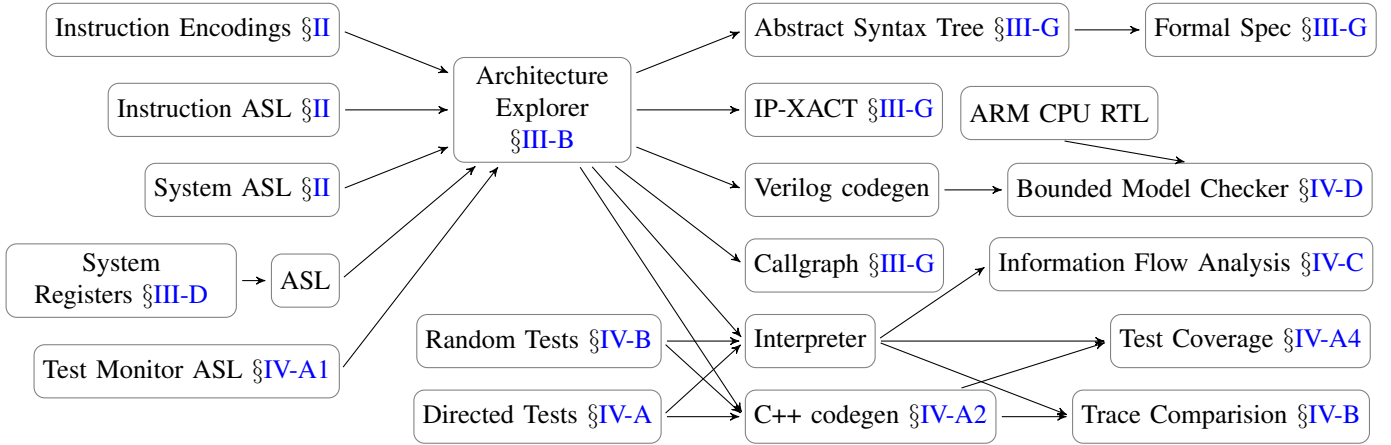 Instruction Encodings §II
Instruction ASL §II
System ASL §II
System
Registers §III-D
ASL
Test Monitor ASL §IV-A1
Architecture
Explorer
§III-B
Random Tests §IV-B
Directed Tests §IV-A
Abstract Syntax Tree §III-G
Formal Spec §III-G
IP-XACT §III-G
ARM CPU RTL
Verilog codegen
Bounded Model Checker §IV-D
Callgraph §III-G
Information Flow Analysis §IV-C
Interpreter
Test Coverage §IV-A4
C++ codegen §IV-A2
Trace Comparision §IV-B